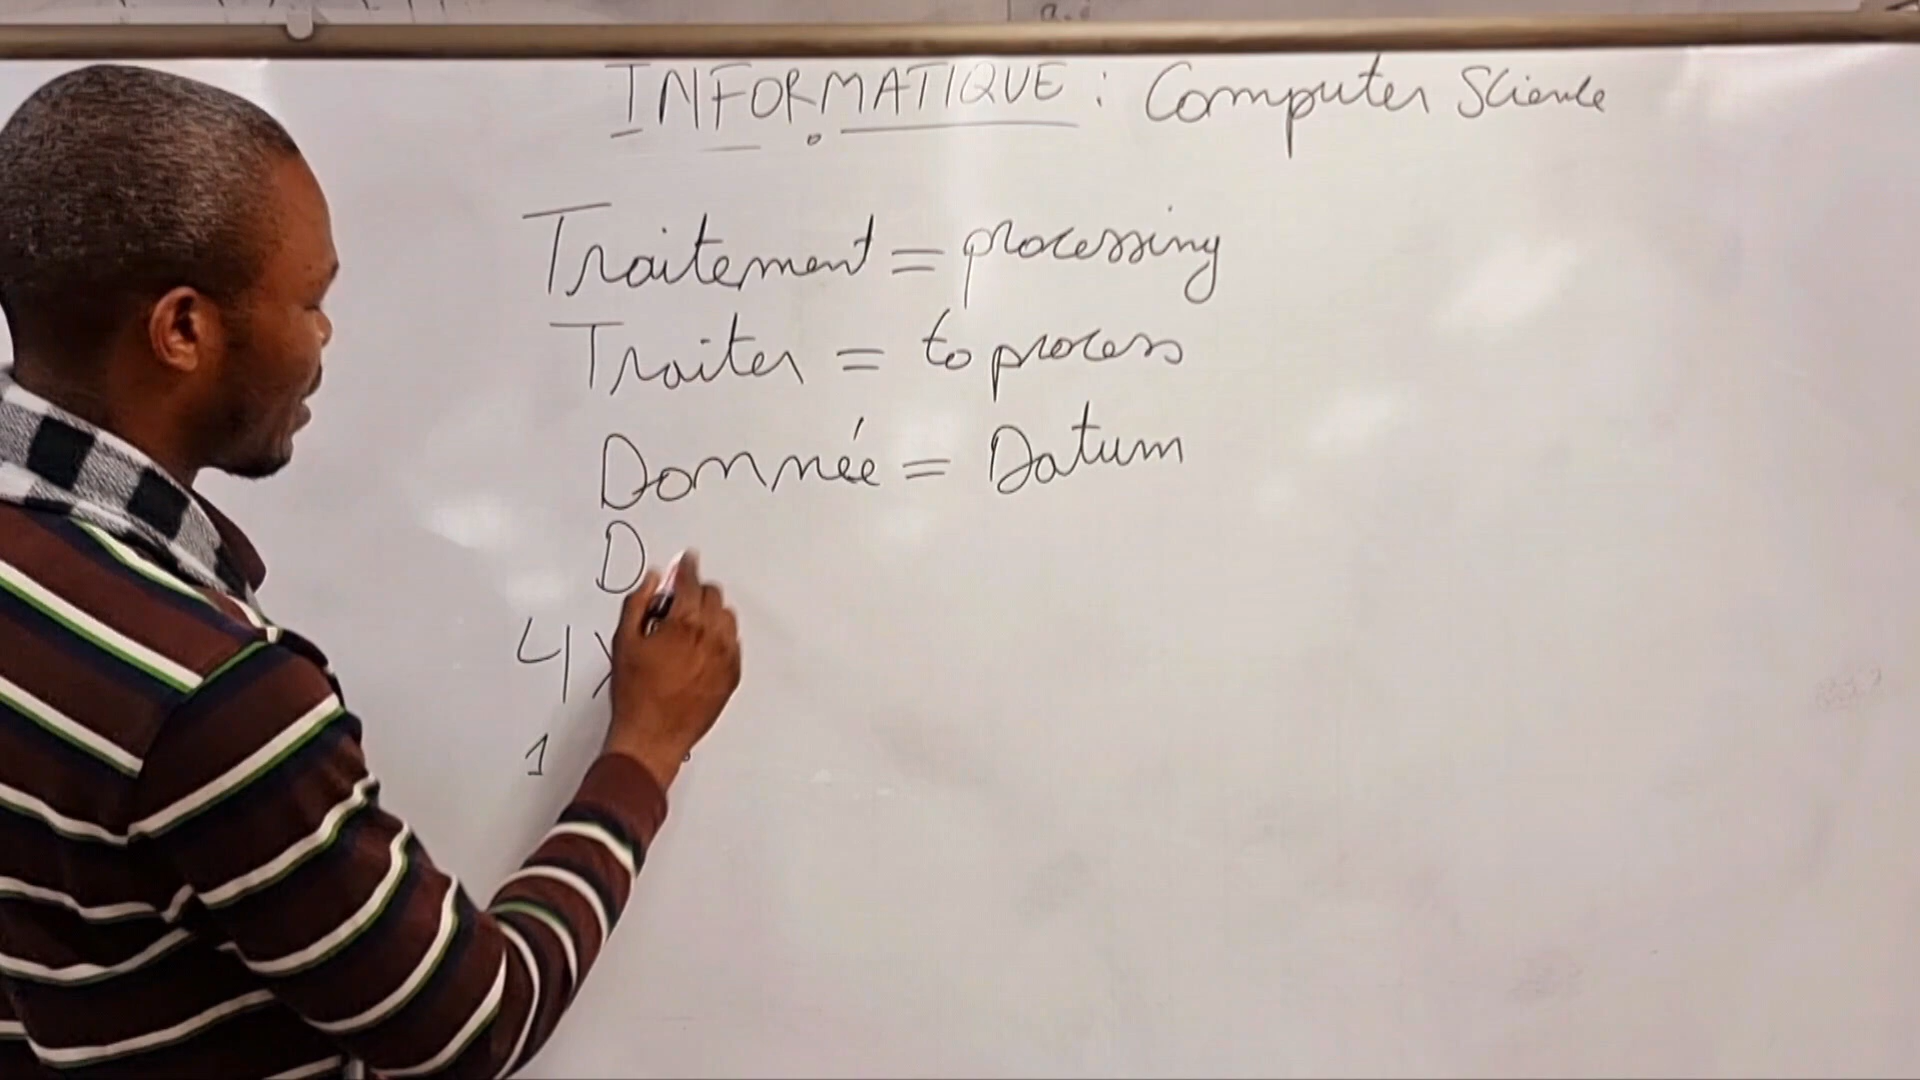 INFORMATIQUE : Computer Science
Traitement = processing
Traiter = to process
Donnée = Datum
D
4
1